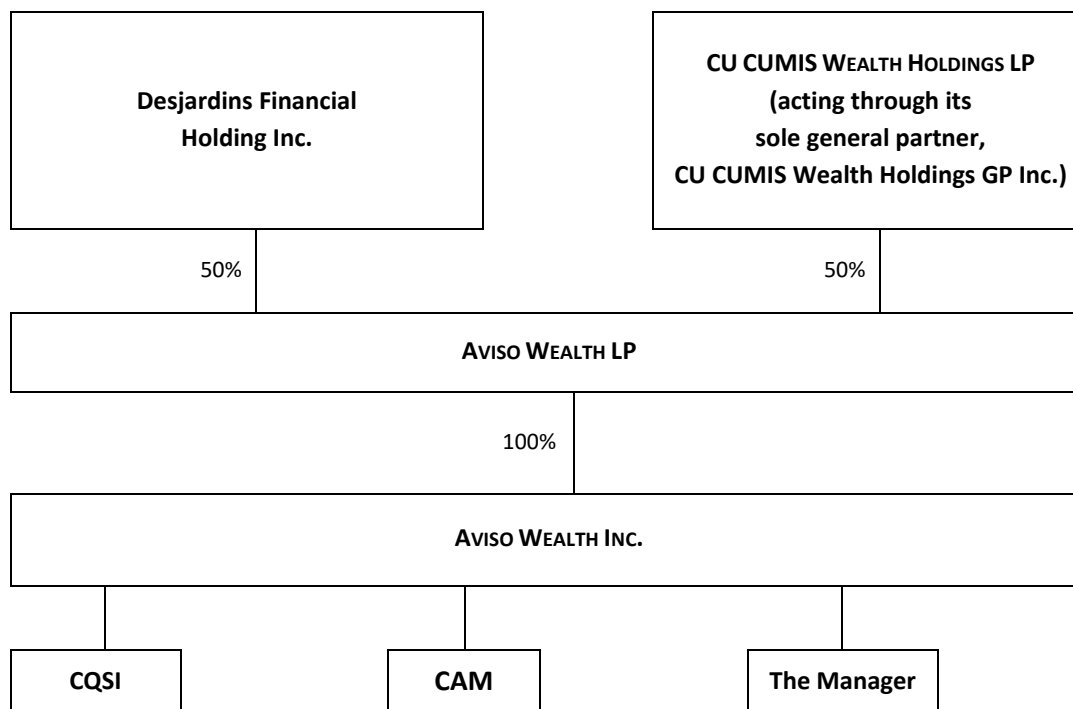 Desjardins Financial
Holding Inc.
CU CUMIS WEALTH HOLDINGS LP
(acting through its
sole general partner,
CU CUMIS Wealth Holdings GP Inc.)
50%
50%
AVISO WEALTH LP
100%
AVISO WEALTH INC.
CQSI
CAM
The Manager